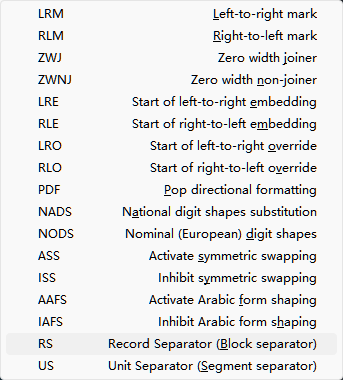 LRM Left-to-right mark
RLM Right-to-left mark
ZWJ Zero width joiner
ZWNJ Zero width non-joiner
LRE Start of left-to-right embedding
RLE Start of right-to-left embedding
LRO Start of left-to-right override
RLO Start of right-to-left override
PDF Pop directional formatting
NADS National digit shapes substitution
NODS Nominal (European) digit shapes
ASS Activate symmetric swapping
ISS Inhibit symmetric swapping
AAFS Activate Arabic form shaping
IAFS Inhibit Arabic form shaping
RS Record Separator (Block separator)
US Unit Separator (Segment separator)